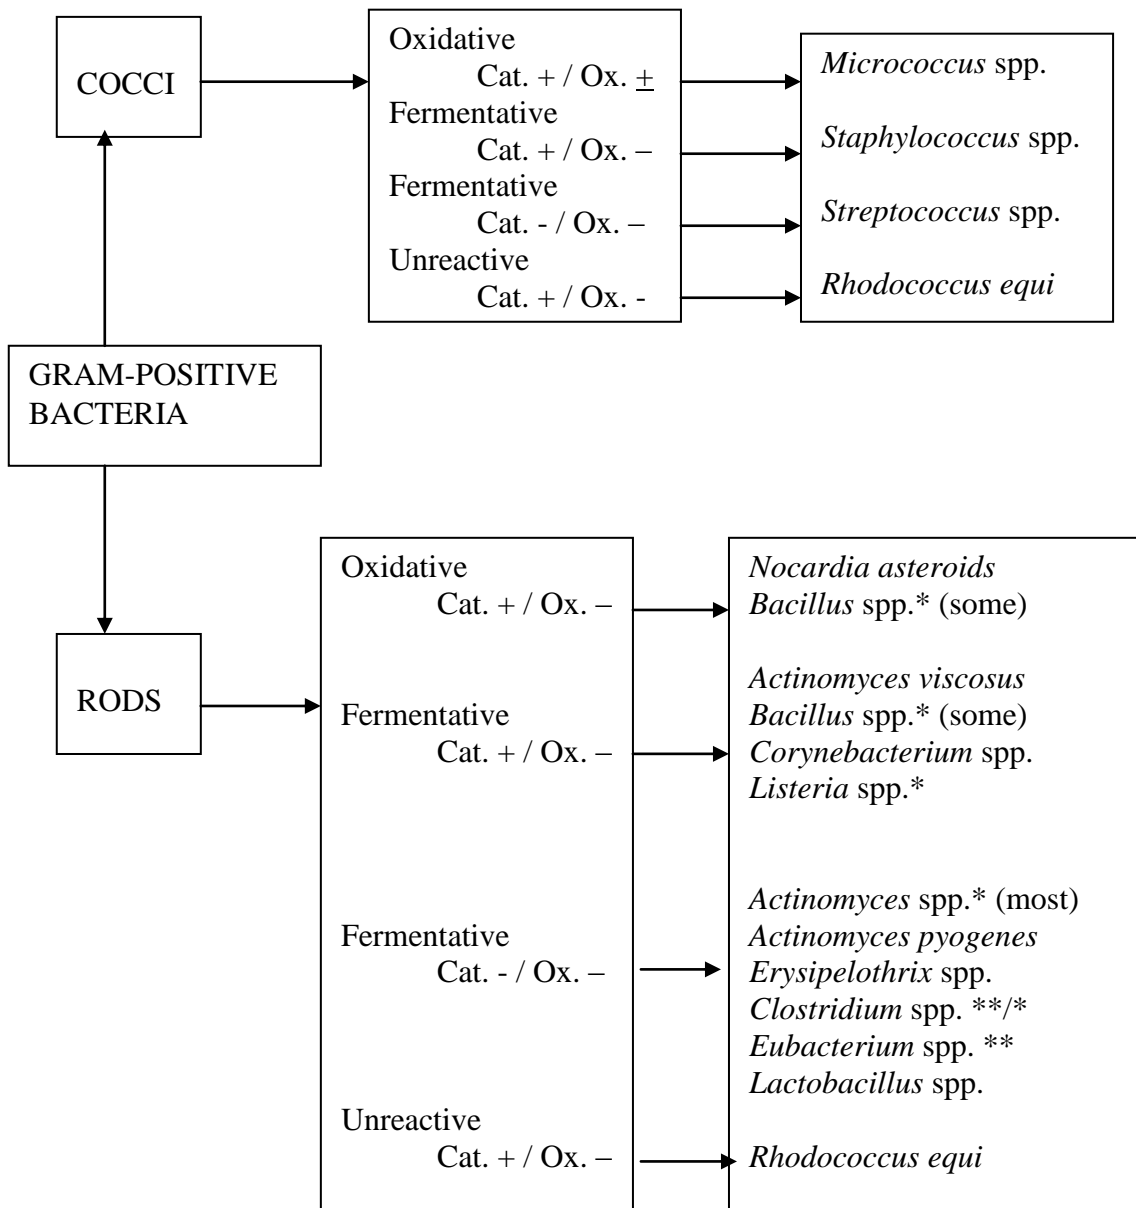 COCCI
Oxidative
Cat. + / Ox. ±
Fermentative
Cat. + / Ox. –
Fermentative
Cat. - / Ox. –
Unreactive
Cat. + / Ox. -
Micrococcus spp.
Staphylococcus spp.
Streptococcus spp.
Rhodococcus equi
GRAM-POSITIVE
BACTERIA
RODS
Oxidative
Cat. + / Ox. –
Fermentative
Cat. + / Ox. –
Fermentative
Cat. - / Ox. –
Unreactive
Cat. + / Ox. –
Nocardia asteroids
Bacillus spp.* (some)
Actinomyces viscosus
Bacillus spp.* (some)
Corynebacterium spp.
Listeria spp.*
Actinomyces spp.* (most)
Actinomyces pyogenes
Erysipelothrix spp.
Clostridium spp. **/*
Eubacterium spp. **
Lactobacillus spp.
Rhodococcus equi